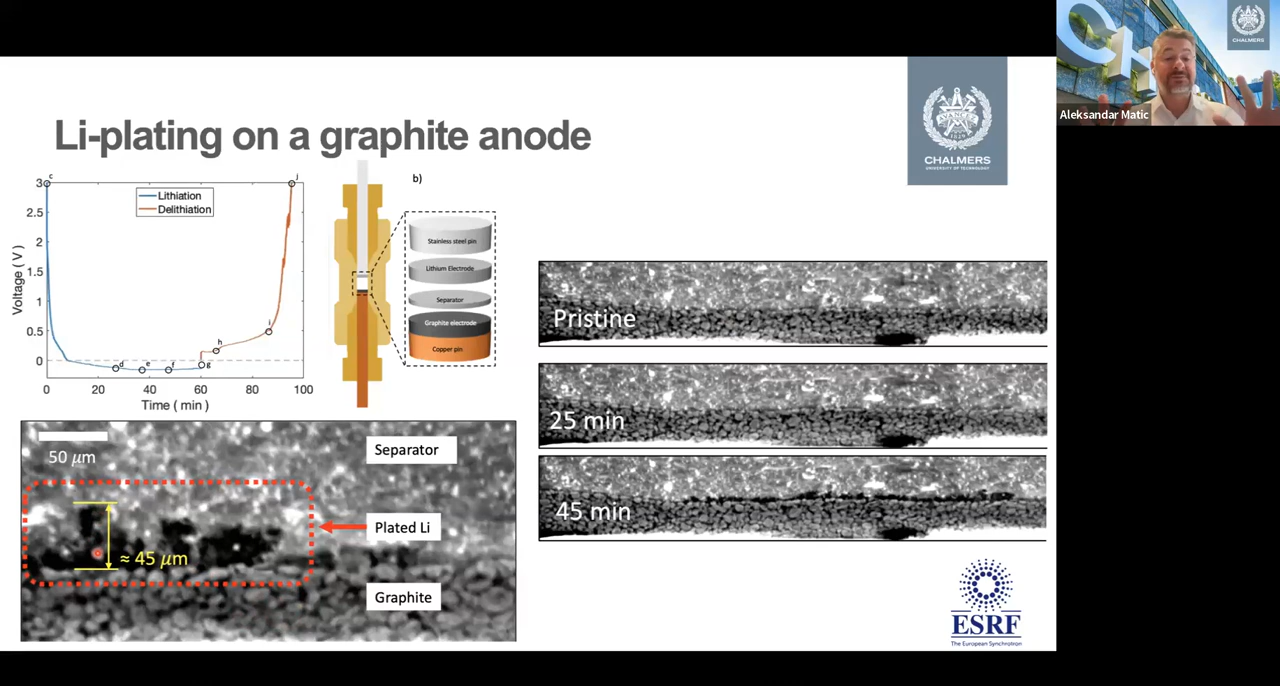 Li-plating on a graphite anode
CHALMERS
UNIVERSITY OF TECHNOLOGY
AVANCEZ
c
j
3
2.5
2
1.5
1
0.5
0
Voltage ( V )
Lithiation
Delithiation
d
e
f
g
h
i
0
20
40
60
80
100
Time ( min )
b)
Stainless steel pin
Lithium Electrode
Separator
Graphite electrode
Copper pin
50 µm
Separator
Plated Li
≈ 45 µm
Graphite
Pristine
25 min
45 min
ESRF
The European Synchrotron
CH
CHALMERS
Aleksandar Matic